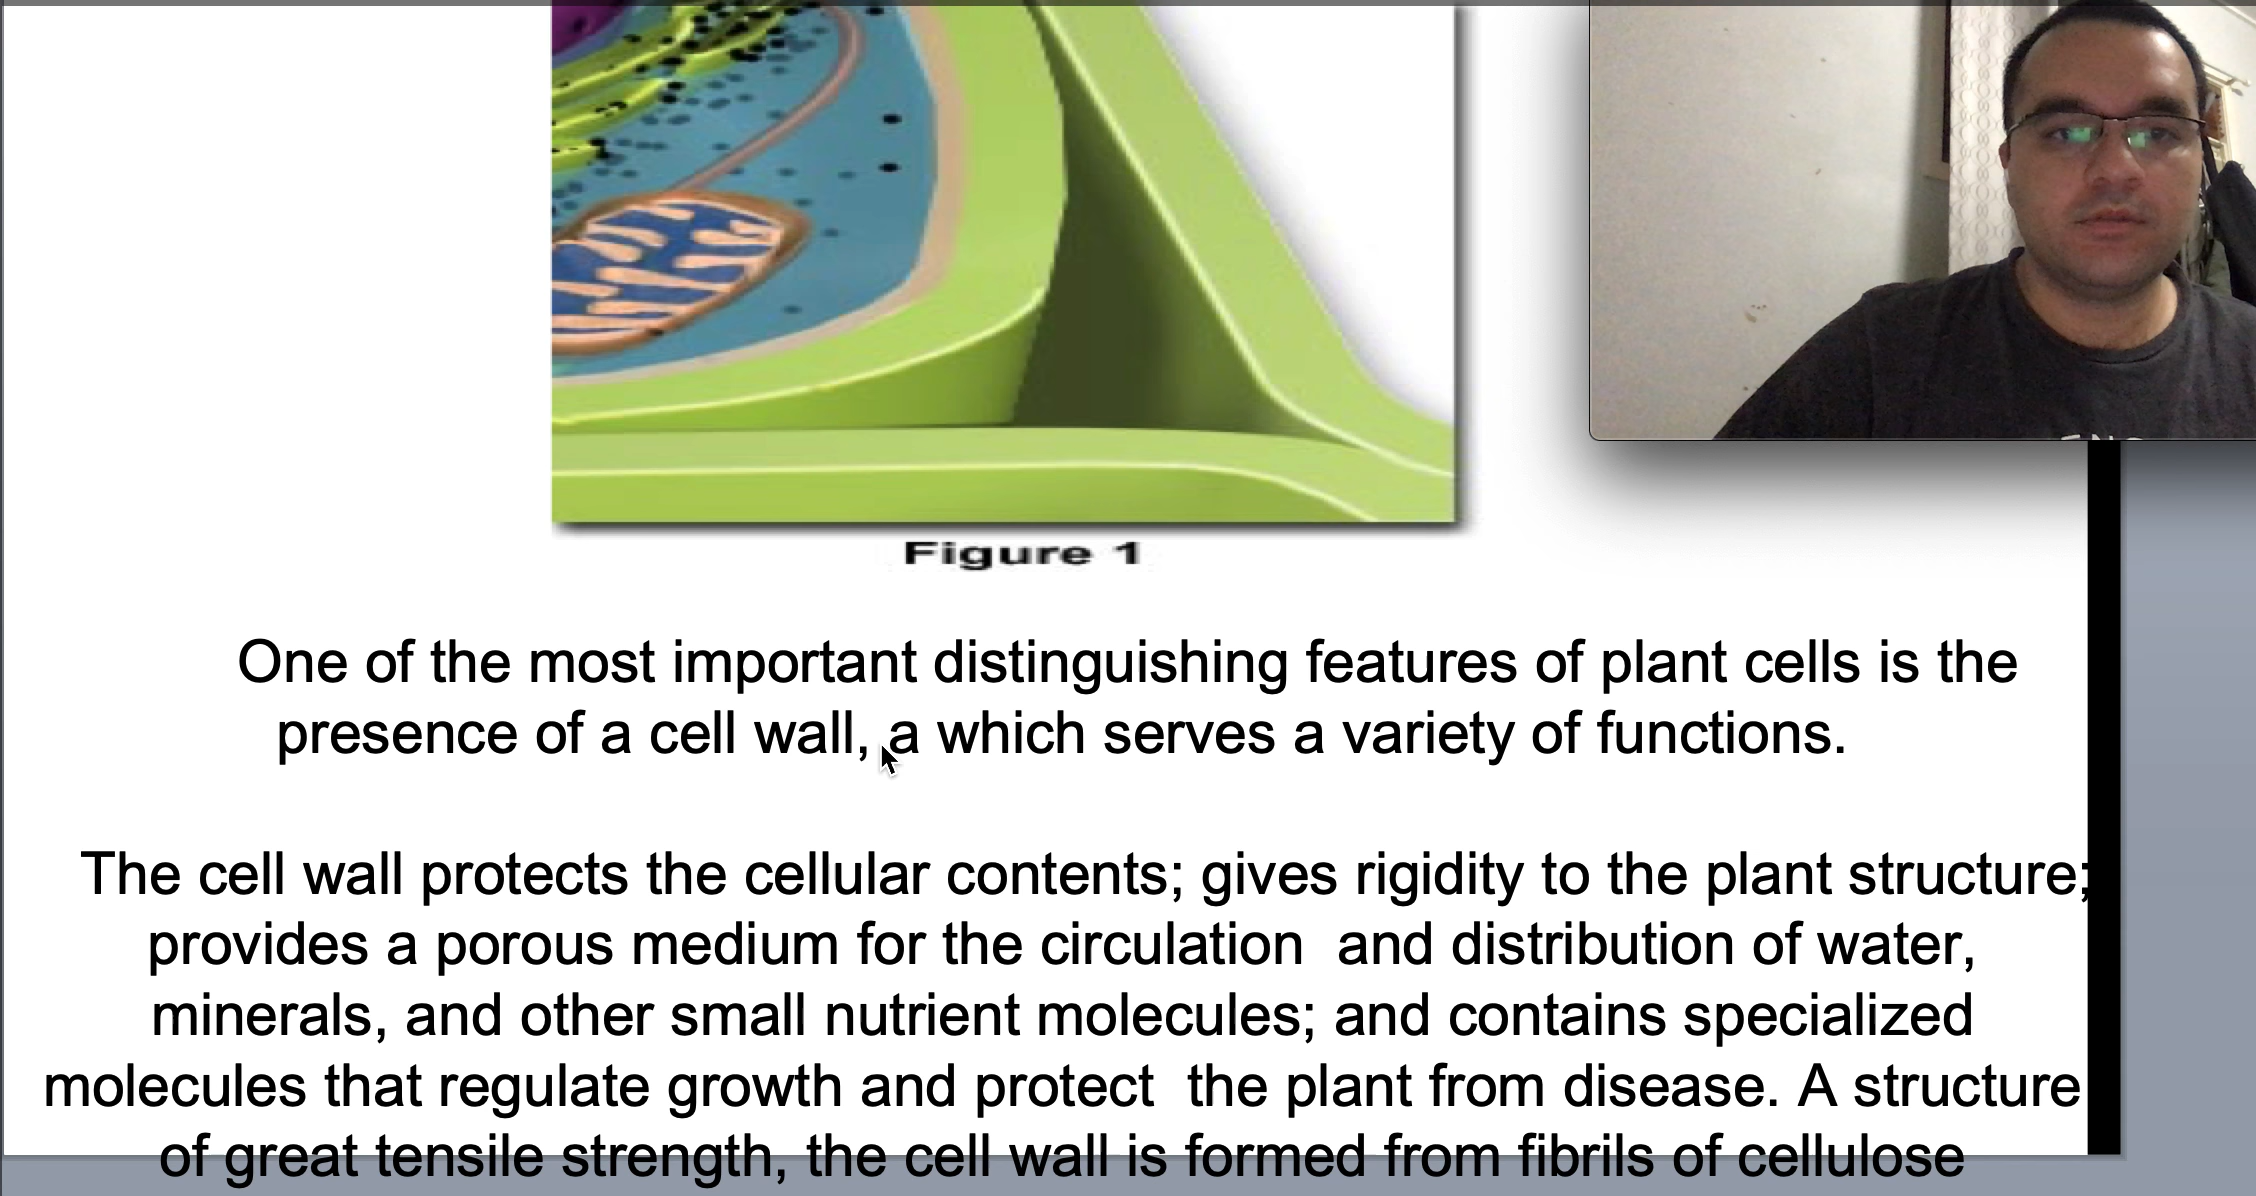 Figure 1
One of the most important distinguishing features of plant cells is the
presence of a cell wall, a which serves a variety of functions.
The cell wall protects the cellular contents; gives rigidity to the plant structure;
provides a porous medium for the circulation  and distribution of water,
minerals, and other small nutrient molecules; and contains specialized
molecules that regulate growth and protect  the plant from disease. A structure
of great tensile strength, the cell wall is formed from fibrils of cellulose